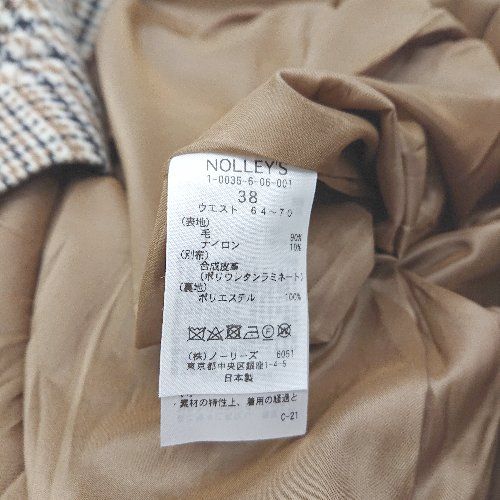 NOLLEY'S
1-0035-6-06-001
38
ウエスト 64～70
(表地)
毛 90%
ナイロン 10%
(別布)
合成皮革
(ポリウレタンラミネート)
(裏地)
ポリエステル 100%
(株)ノーリーズ 6051
東京都中央区銀座1-4-5
日本製
素材の特性上、着用の経過と
C-21